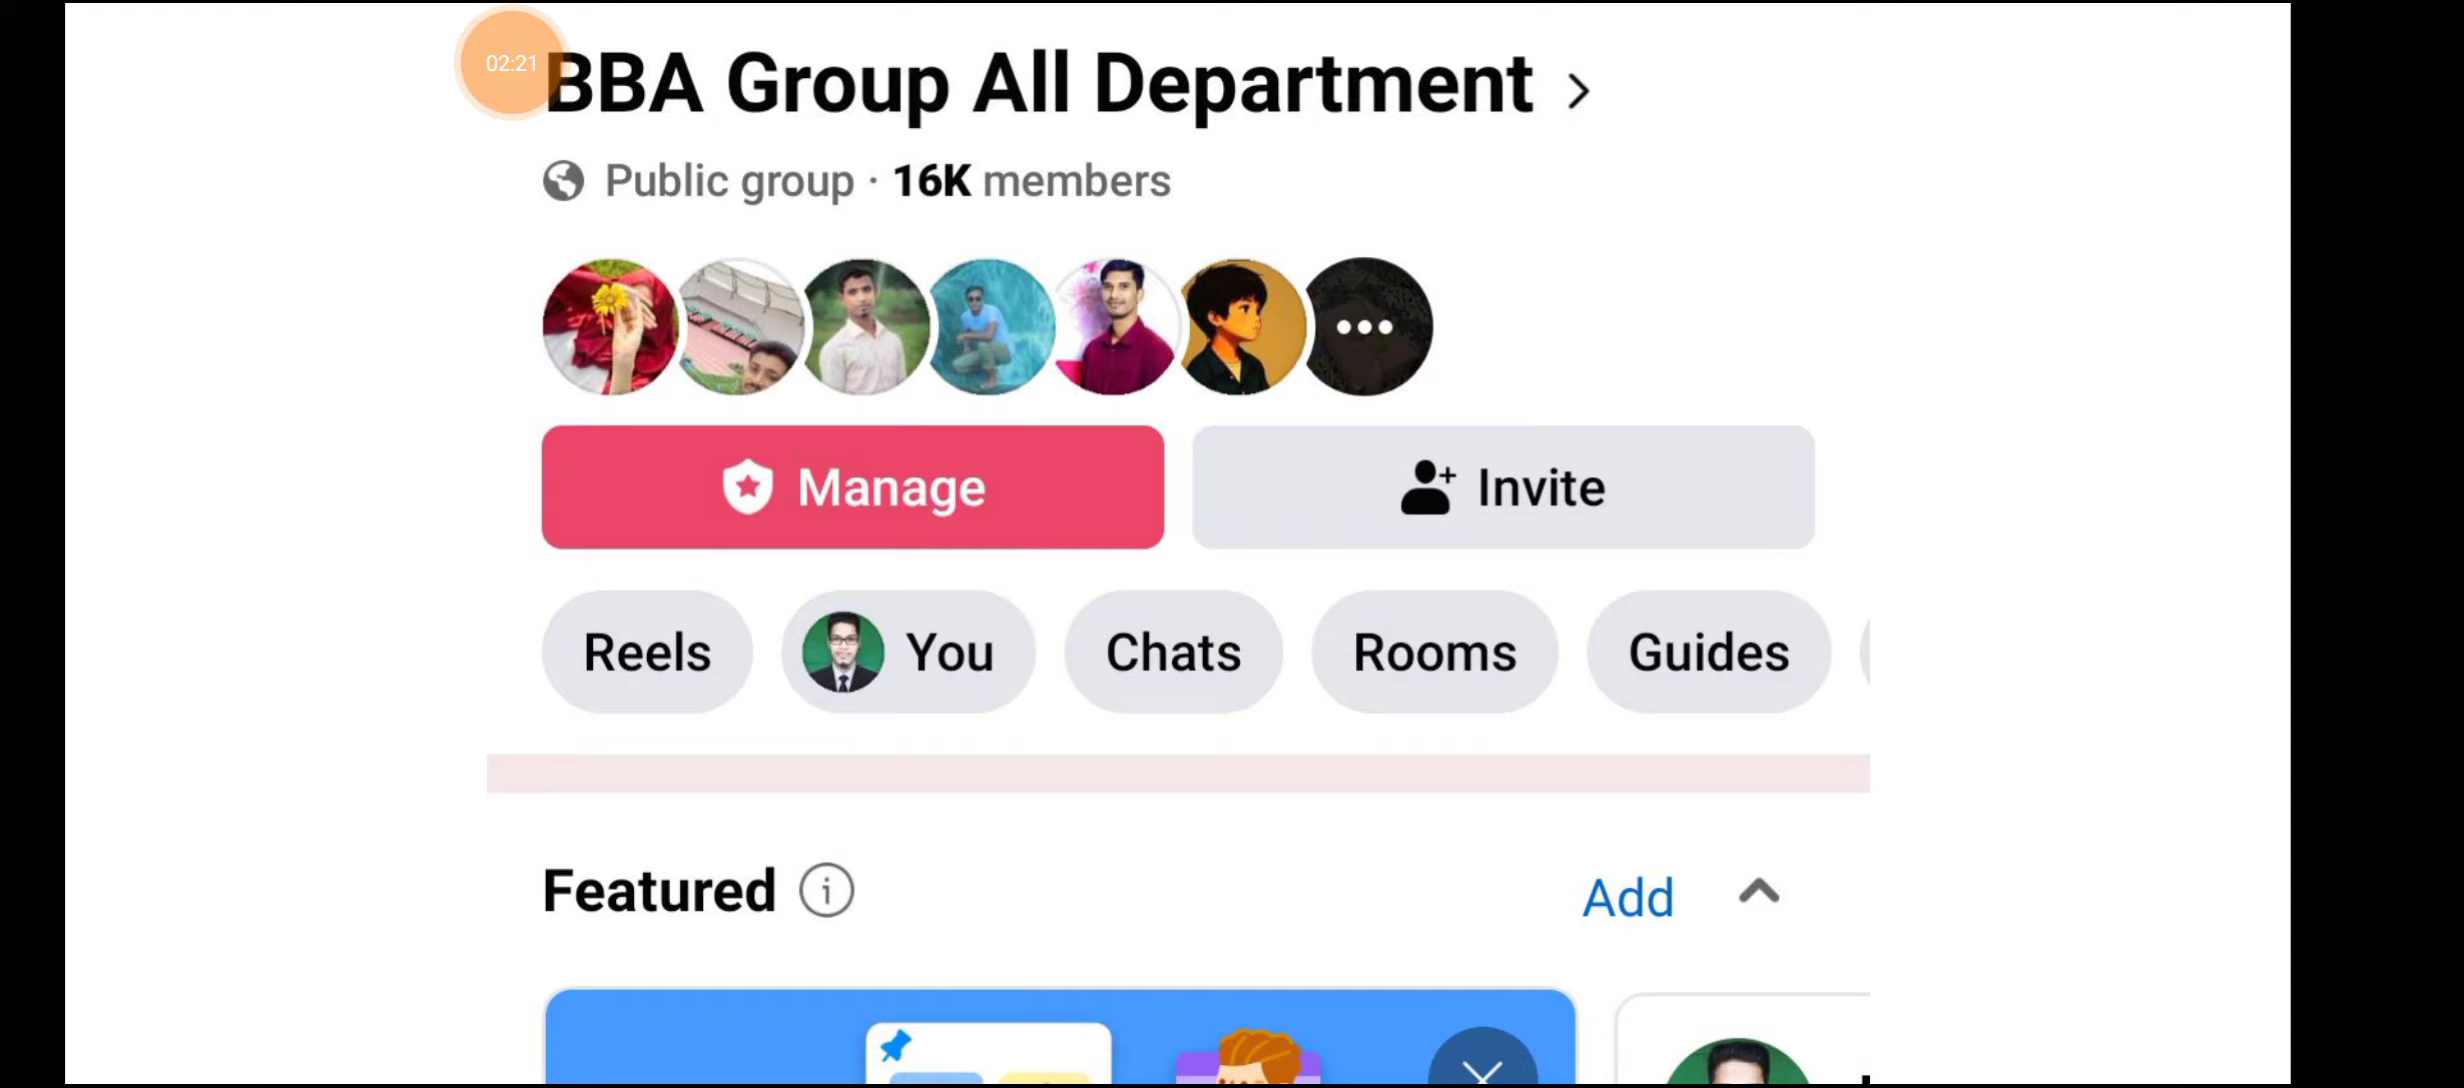 02:21
BBA Group All Department
Public group · 16K members
Manage
Invite
Reels
You
Chats
Rooms
Guides
Featured
Add